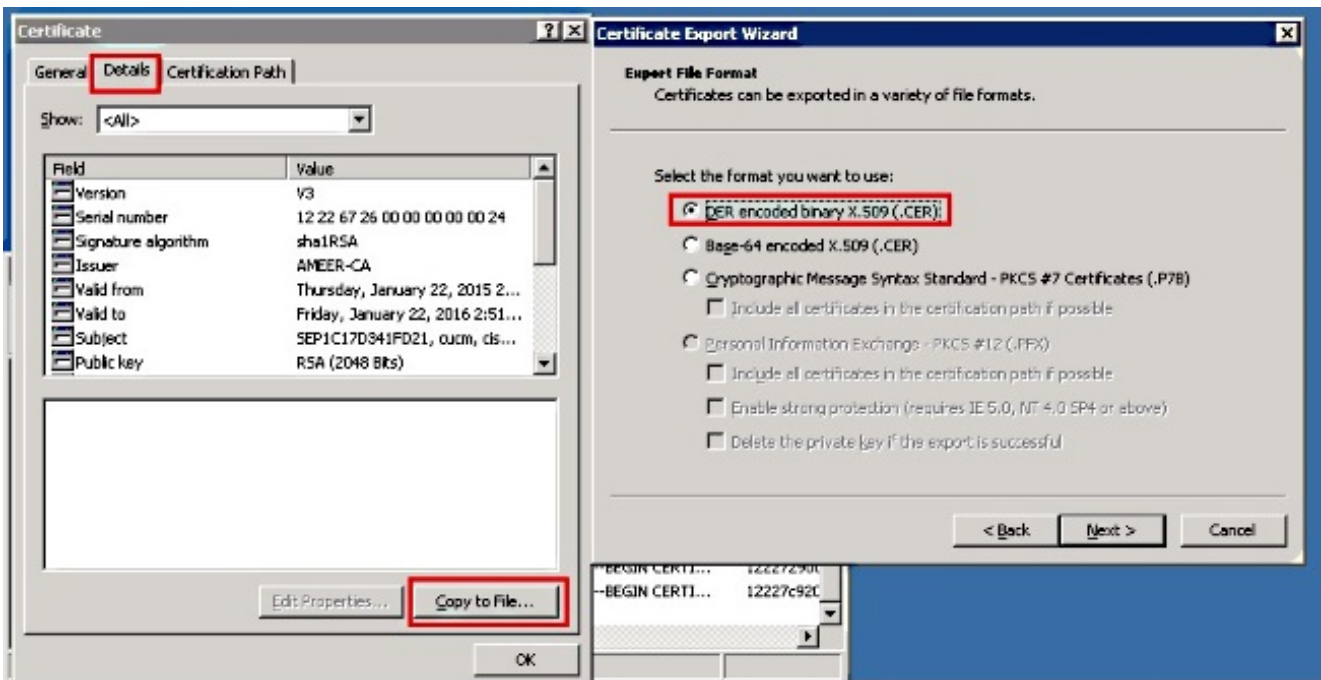 Certificate
General Details Certification Path
Show: <All>
Field Value
Version V3
Serial number 12 22 67 26 00 00 00 00 00 24
Signature algorithm sha1RSA
Issuer AMEER-CA
Valid from Thursday, January 22, 2015 2...
Valid to Friday, January 22, 2016 2:51...
Subject SEP1C17D341FD21, cucm, cis...
Public key RSA (2048 Bits)
Edit Properties... Copy to File...
OK
Certificate Export Wizard
Export File Format
Certificates can be exported in a variety of file formats.
Select the format you want to use:
DER encoded binary X.509 (.CER)
Base-64 encoded X.509 (.CER)
Cryptographic Message Syntax Standard - PKCS #7 Certificates (.P7B)
Include all certificates in the certification path if possible
Personal Information Exchange - PKCS #12 (.PFX)
Include all certificates in the certification path if possible
Enable strong protection (requires IE 5.0, NT 4.0 SP4 or above)
Delete the private key if the export is successful
< Back Next > Cancel
--BEGIN CERTI...
--BEGIN CERTI... 12227c92